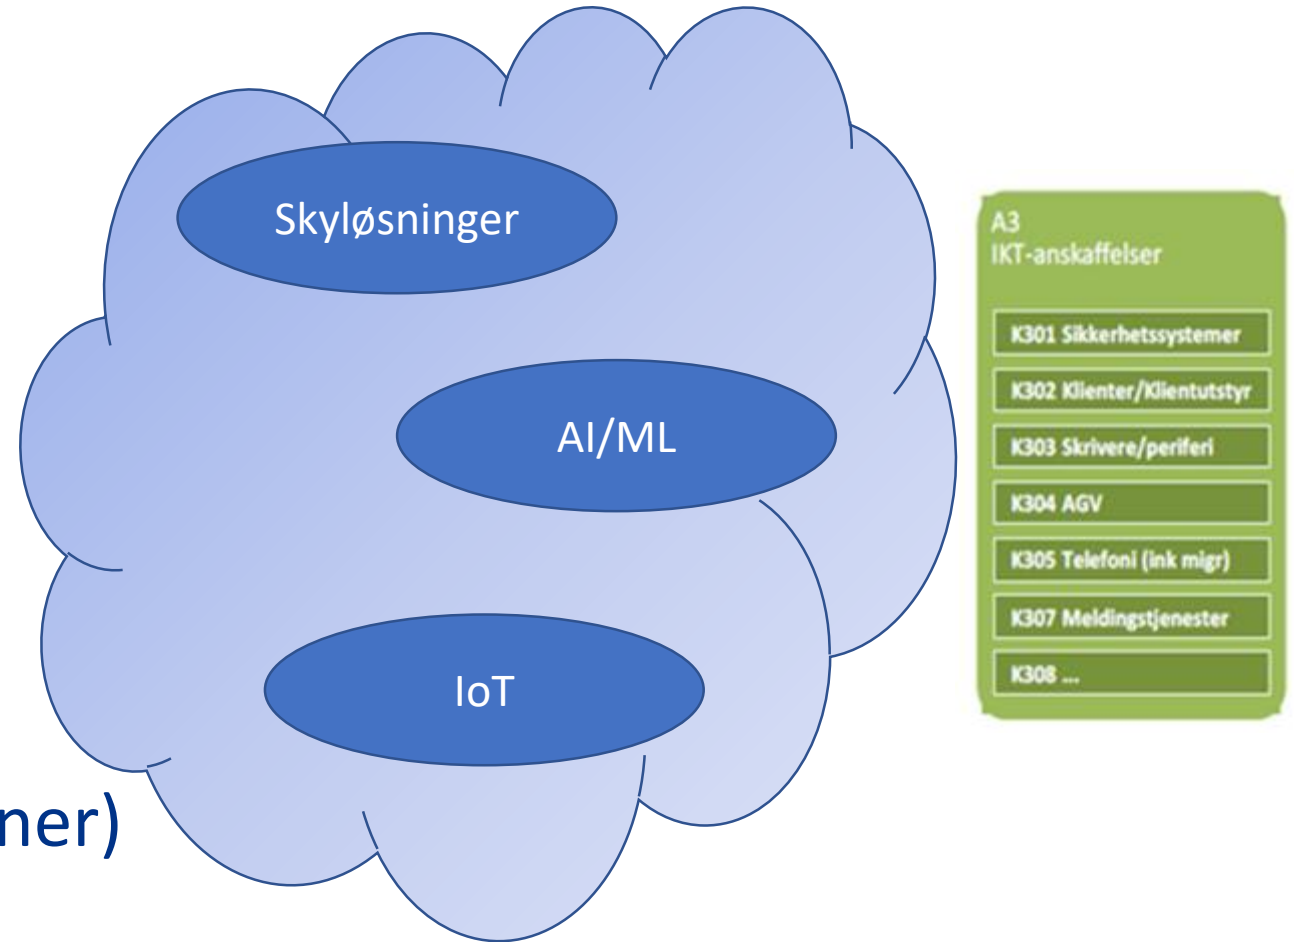 Skyløsninger
AI/ML
IoT
ner)
A3
IKT-anskaffelser
K301 Sikkerhetssystemer
K302 Klienter/Klientutstyr
K303 Skrivere/periferi
K304 AGV
K305 Telefoni (ink migr)
K307 Meldingstjenester
K308 ...